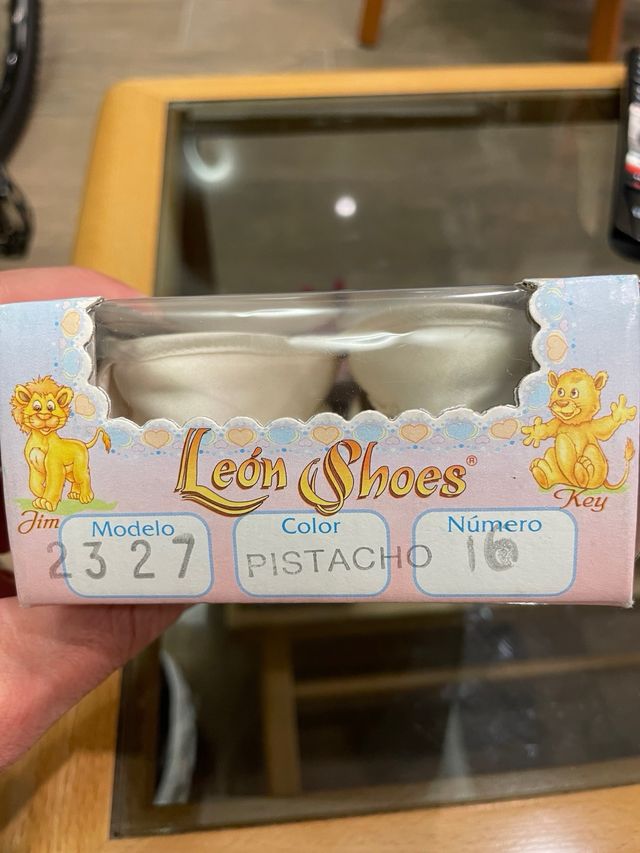 León Shoes®
Jim
Key
Modelo
2327
Color
PISTACHO
Número
16